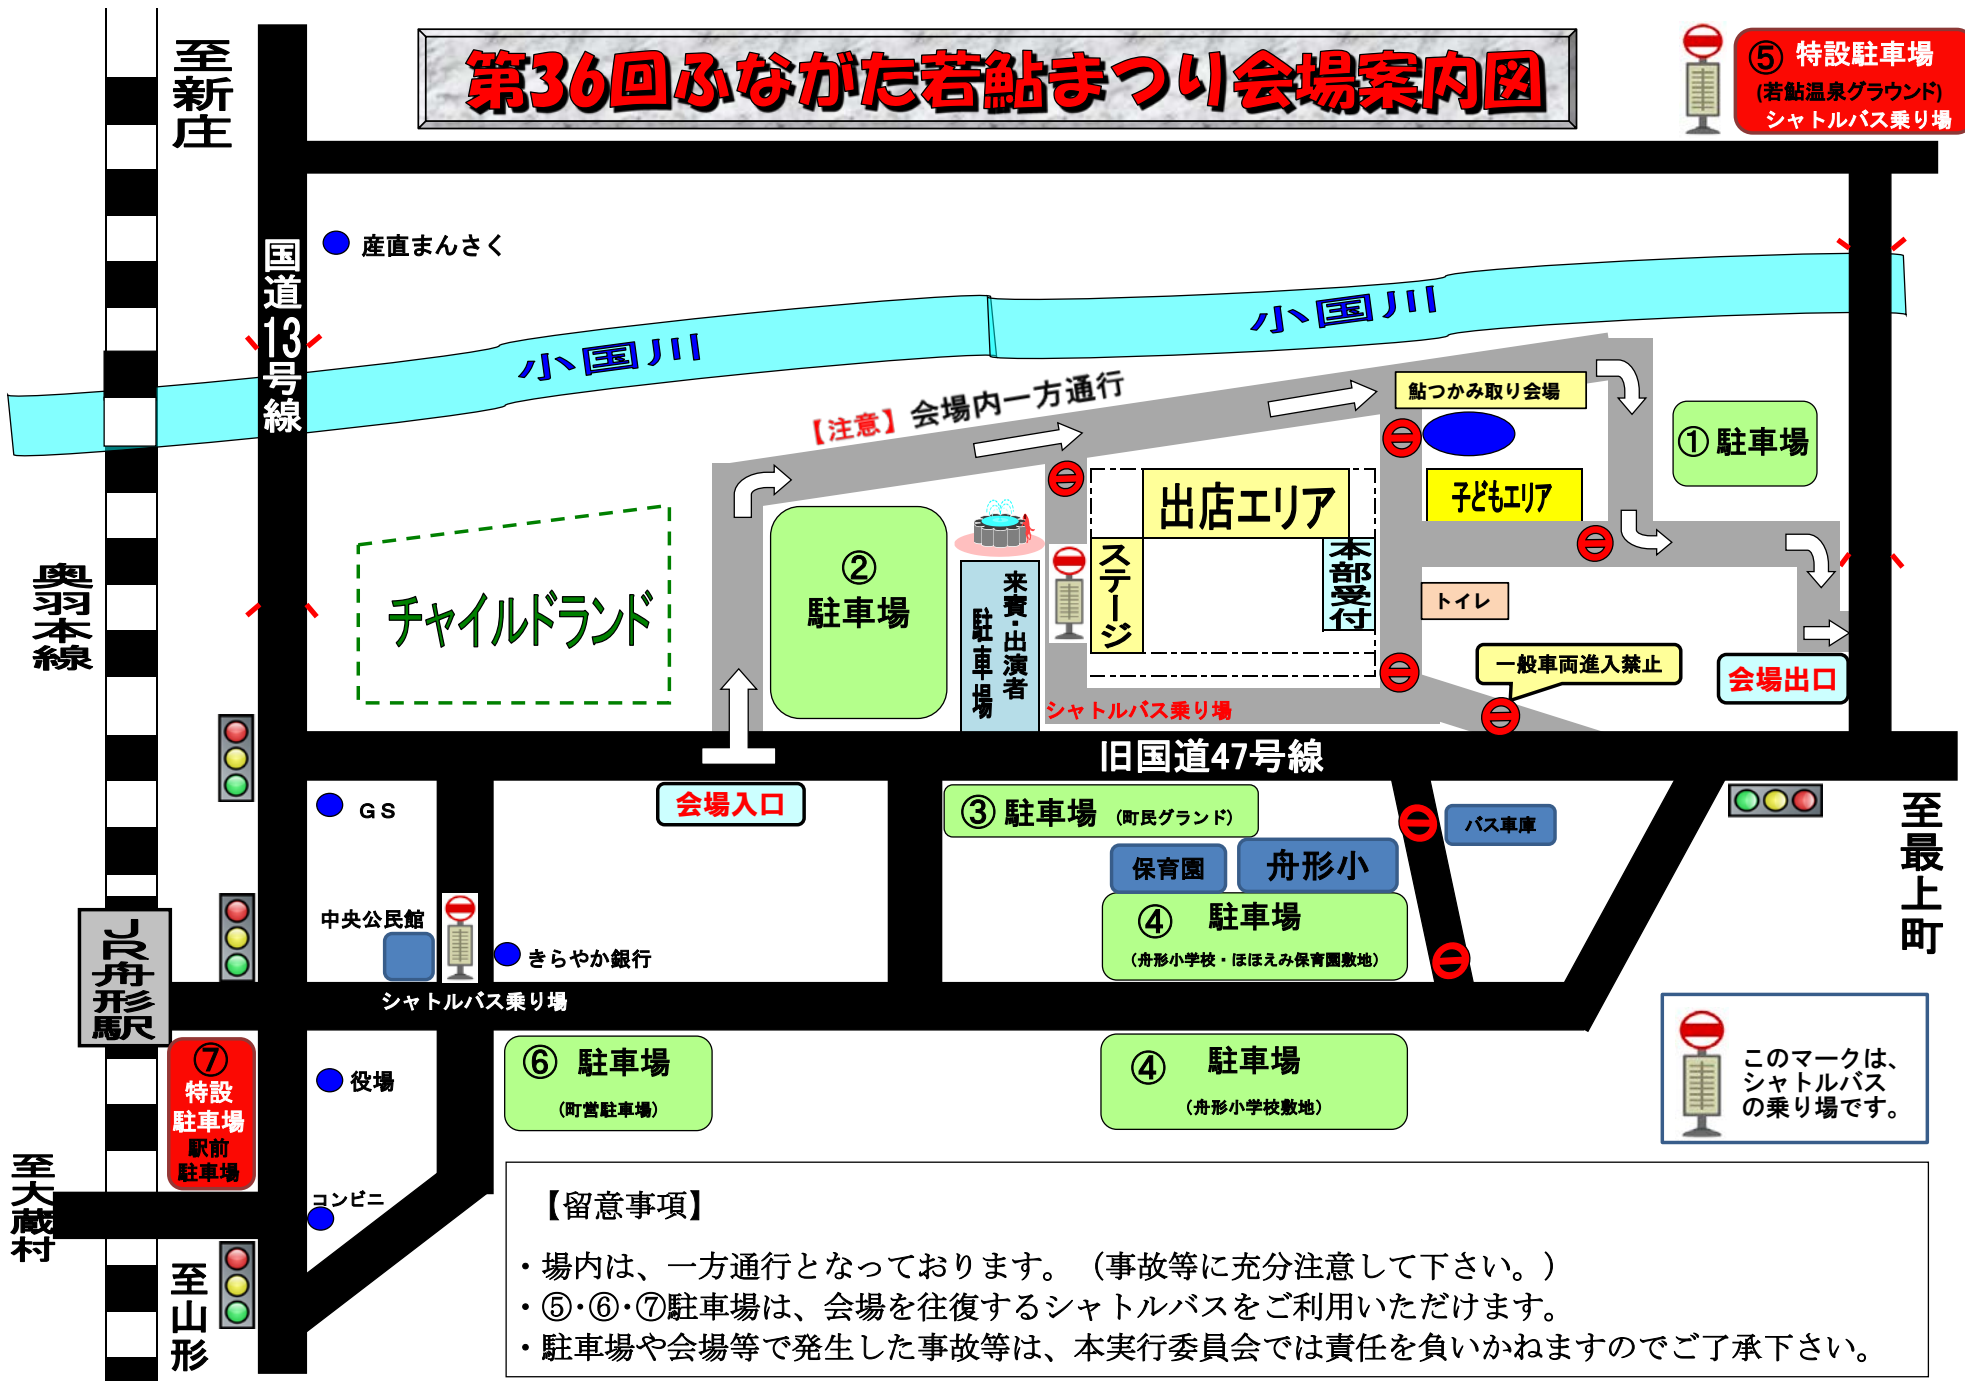 第36回ふながた若鮎まつり会場案内図
⑤ 特設駐車場
(若鮎温泉グラウンド)
シャトルバス乗り場
至新庄
国道13号線
産直まんさく
小国川
小国川
【注意】会場内一方通行
鮎つかみ取り会場
①駐車場
出店エリア
子どもエリア
②
駐車場
チャイルドランド
来賓・出演者
駐車場
ステージ
本部受付
トイレ
奥羽本線
一般車両進入禁止
会場出口
シャトルバス乗り場
旧国道47号線
会場入口
GS
③駐車場 (町民グランド)
バス車庫
至最上町
保育園
舟形小
中央公民館
きらやか銀行
④ 駐車場
(舟形小学校・ほほえみ保育園敷地)
JR舟形駅
シャトルバス乗り場
⑦
特設
駐車場
駅前
駐車場
役場
⑥ 駐車場
(町営駐車場)
④ 駐車場
(舟形小学校敷地)
このマークは、
シャトルバス
の乗り場です。
至大蔵村
コンビニ
至山形
【留意事項】
・場内は、一方通行となっております。（事故等に充分注意して下さい。）
・⑤・⑥・⑦駐車場は、会場を往復するシャトルバスをご利用いただけます。
・駐車場や会場等で発生した事故等は、本実行委員会では責任を負いかねますのでご了承下さい。